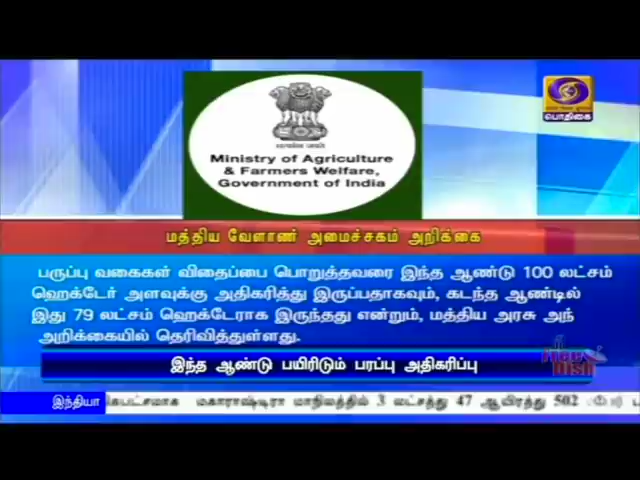 Ministry of Agriculture
& Farmers Welfare,
Government of India
பொதிகை
மத்திய வேளாண் அமைச்சகம் அறிக்கை
பருப்பு வகைகள் விதைப்பை பொறுத்தவரை இந்த ஆண்டு 100 லட்சம்
ஹெக்டேர் அளவுக்கு அதிகரித்து இருப்பதாகவும், கடந்த ஆண்டில்
இது 79 லட்சம் ஹெக்டேராக இருந்தது என்றும், மத்திய அரசு அந்
அறிக்கையில் தெரிவித்துள்ளது.
இந்த ஆண்டு பயிரிடும் பரப்பு அதிகரிப்பு
இந்தியா மகாராஷ்டிரா மாநிலத்தில் 3 லட்சத்து 47 ஆயிரத்து 502